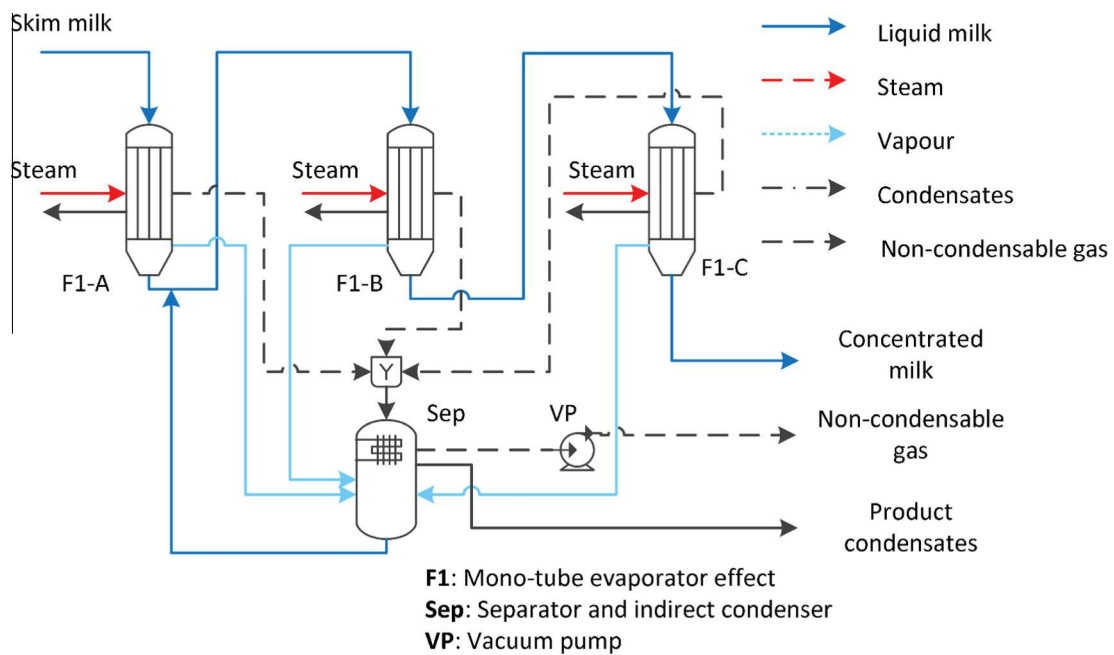 Skim milk
Liquid milk
Steam
Vapour
Condensates
Non-condensable gas
Steam
Steam
Steam
F1-A
F1-B
F1-C
Y
Concentrated
milk
Sep
VP
Non-condensable
gas
Product
condensates
F1: Mono-tube evaporator effect
Sep: Separator and indirect condenser
VP: Vacuum pump